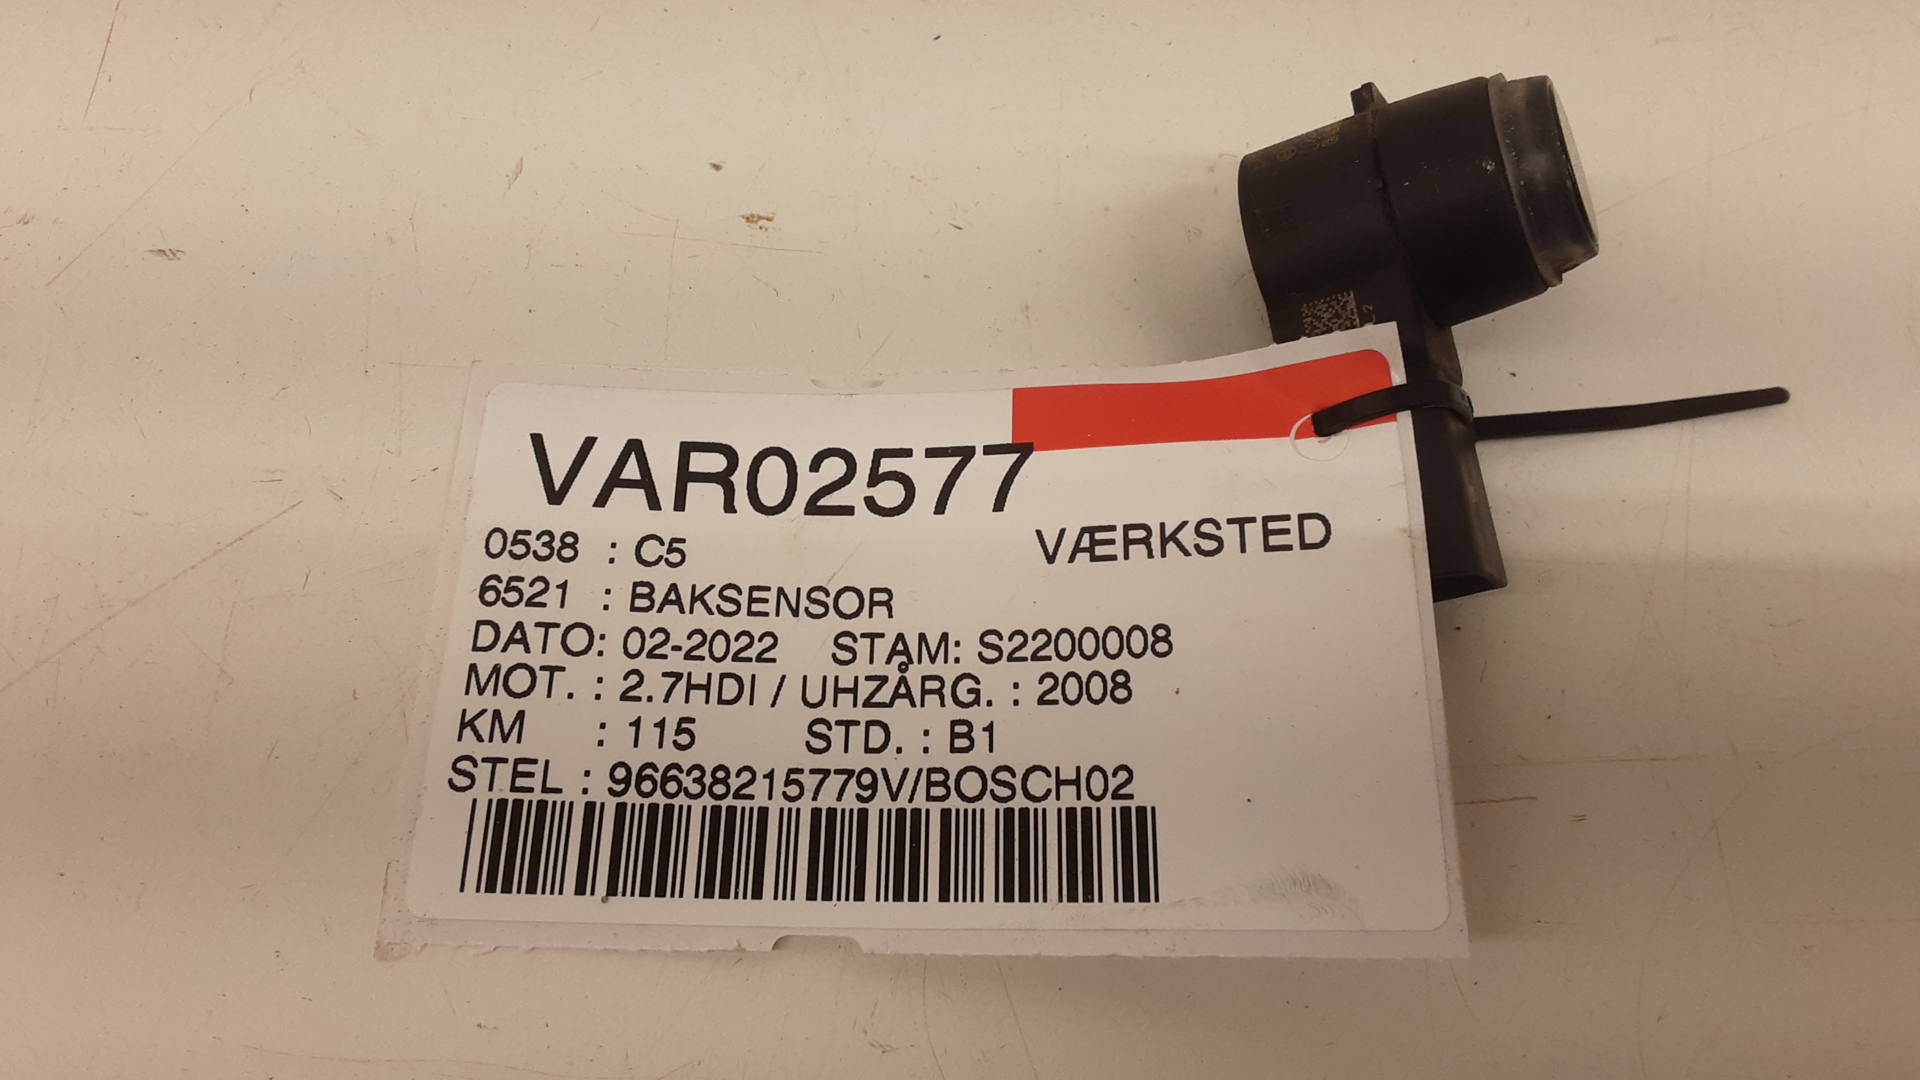 VAR02577
0538 : C5 VÆRKSTED
6521 : BAKSENSOR
DATO: 02-2022 STAM: S2200008
MOT. : 2.7HDI / UHZÅRG. : 2008
KM : 115 STD. : B1
STEL : 96638215779V/BOSCH02